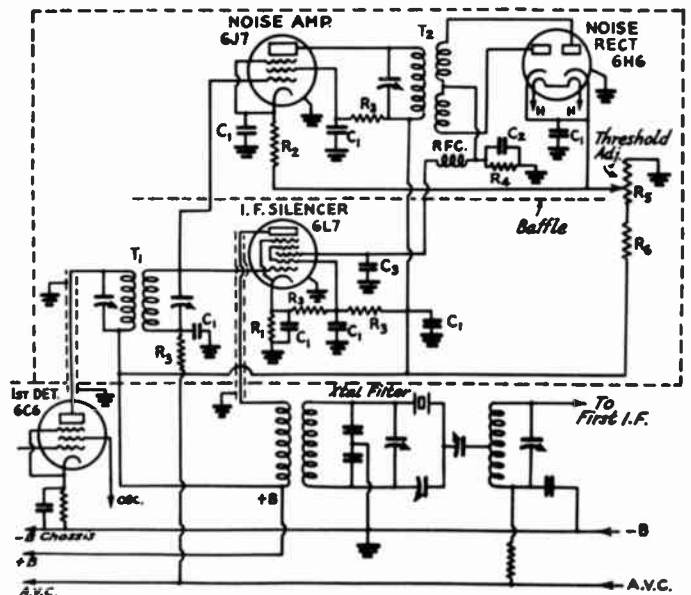 NOISE AMP.
6J7
T2
NOISE
RECT
6H6
C1
R2
C1
R3
H
H
C1
C2
R.F.C.
R4
Threshold
Adj.
R5
R6
Baffle
I.F. SILENCER
6L7
T1
C1
R3
C3
R1
C1
R3
C1
R3
C1
1ST DET.
6C6
OSC.
Xtal Filter
To
First I.F.
+B
-B Chassis
-B
+B
A.V.C.
A.V.C.